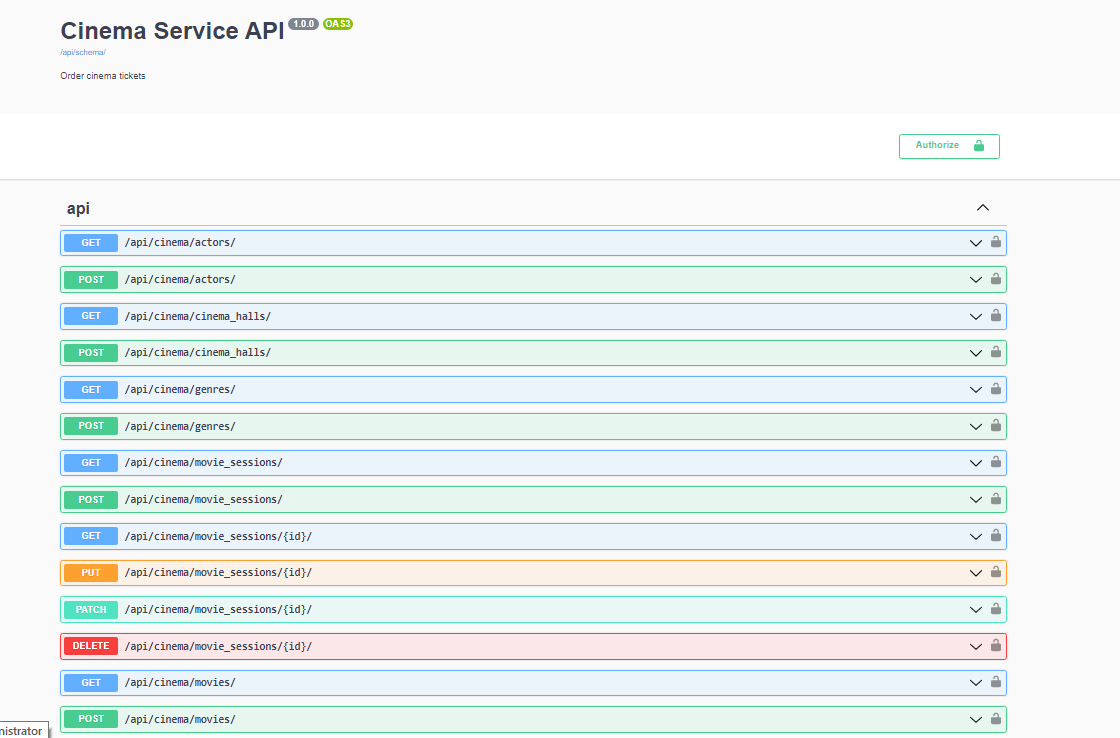 Cinema Service API 1.0.0 OAS3
/api/schema/
Order cinema tickets
Authorize
api
GET /api/cinema/actors/
POST /api/cinema/actors/
GET /api/cinema/cinema_halls/
POST /api/cinema/cinema_halls/
GET /api/cinema/genres/
POST /api/cinema/genres/
GET /api/cinema/movie_sessions/
POST /api/cinema/movie_sessions/
GET /api/cinema/movie_sessions/{id}/
PUT /api/cinema/movie_sessions/{id}/
PATCH /api/cinema/movie_sessions/{id}/
DELETE /api/cinema/movie_sessions/{id}/
GET /api/cinema/movies/
POST /api/cinema/movies/
nistrator